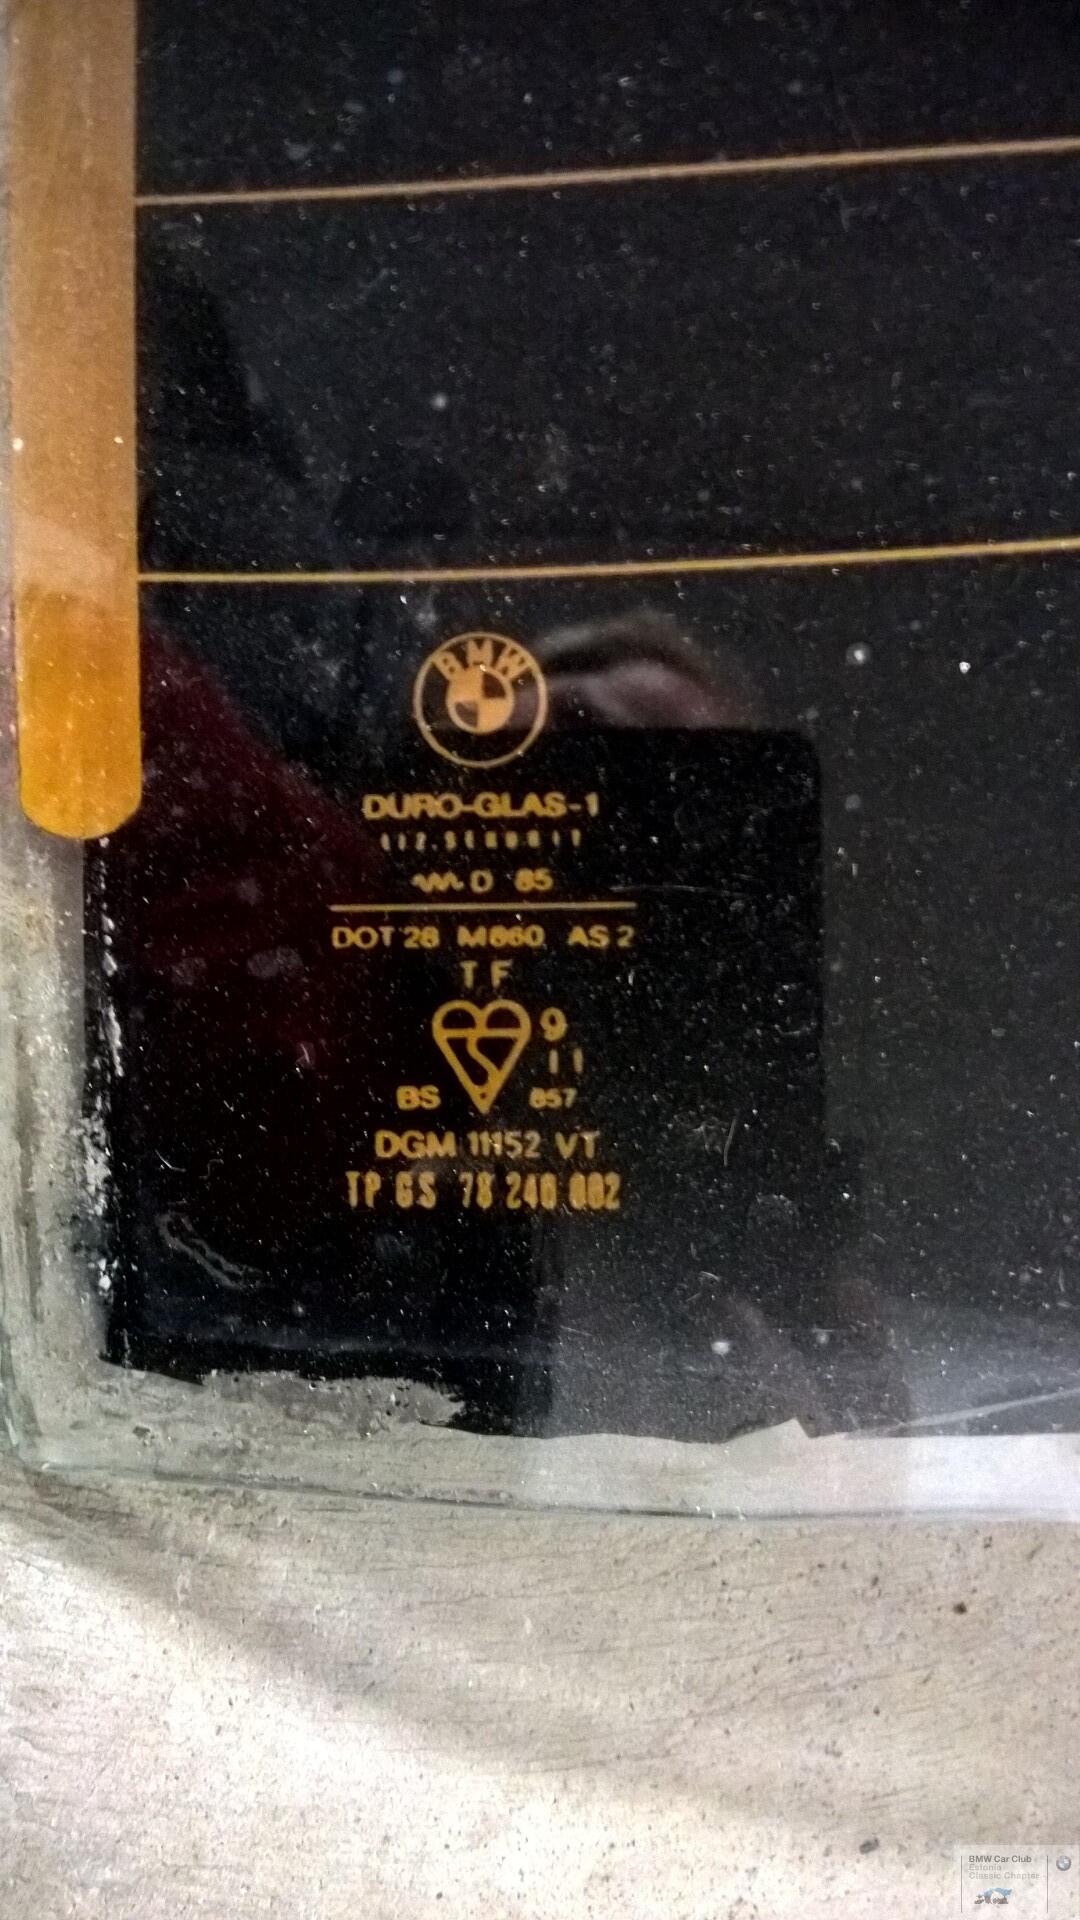 BMW
DURO-GLAS-1
D 85
DOT 28 M860 AS 2
T F
9
11
BS 857
DGM 11152 VT
TP GS 78 240 002
BMW Car Club
Estonia
Classic Chapter